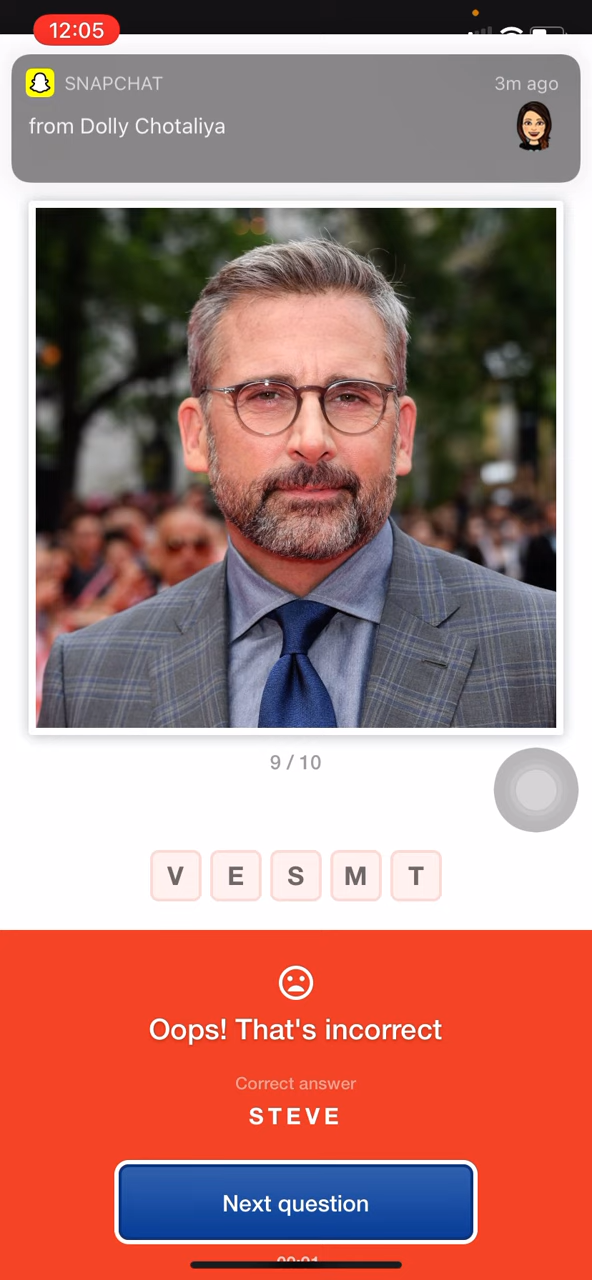 12:05
SNAPCHAT
3m ago
from Dolly Chotaliya
9 / 10
V E S M T
Oops! That's incorrect
Correct answer
STEVE
Next question